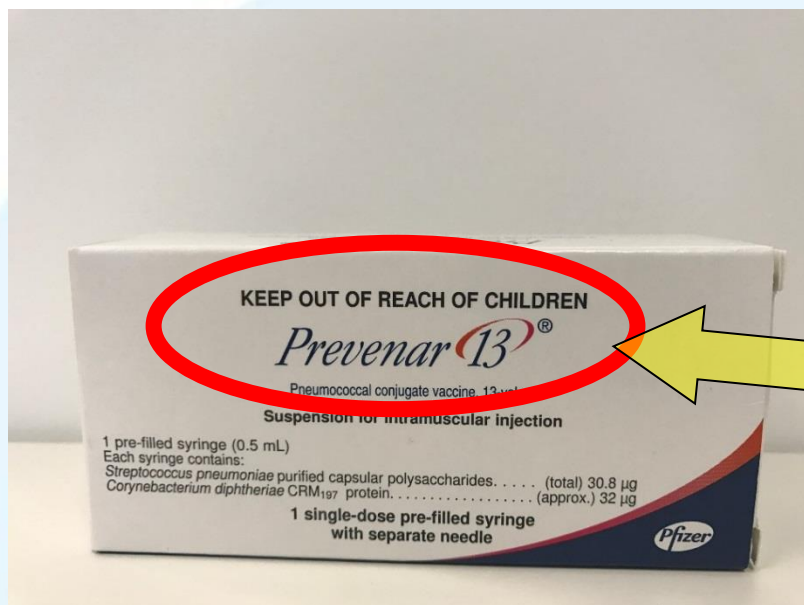 KEEP OUT OF REACH OF CHILDREN
Prevenar 13®
Pneumococcal conjugate vaccine, 13-
Suspension for intramuscular injection
1 pre-filled syringe (0.5 mL)
Each syringe contains:
Streptococcus pneumoniae purified capsular polysaccharides. . . . . (total) 30.8 µg
Corynebacterium diphtheriae CRM197 protein. . . . . . . . . . . . . . . . . (approx.) 32 µg
1 single-dose pre-filled syringe
with separate needle
Pfizer